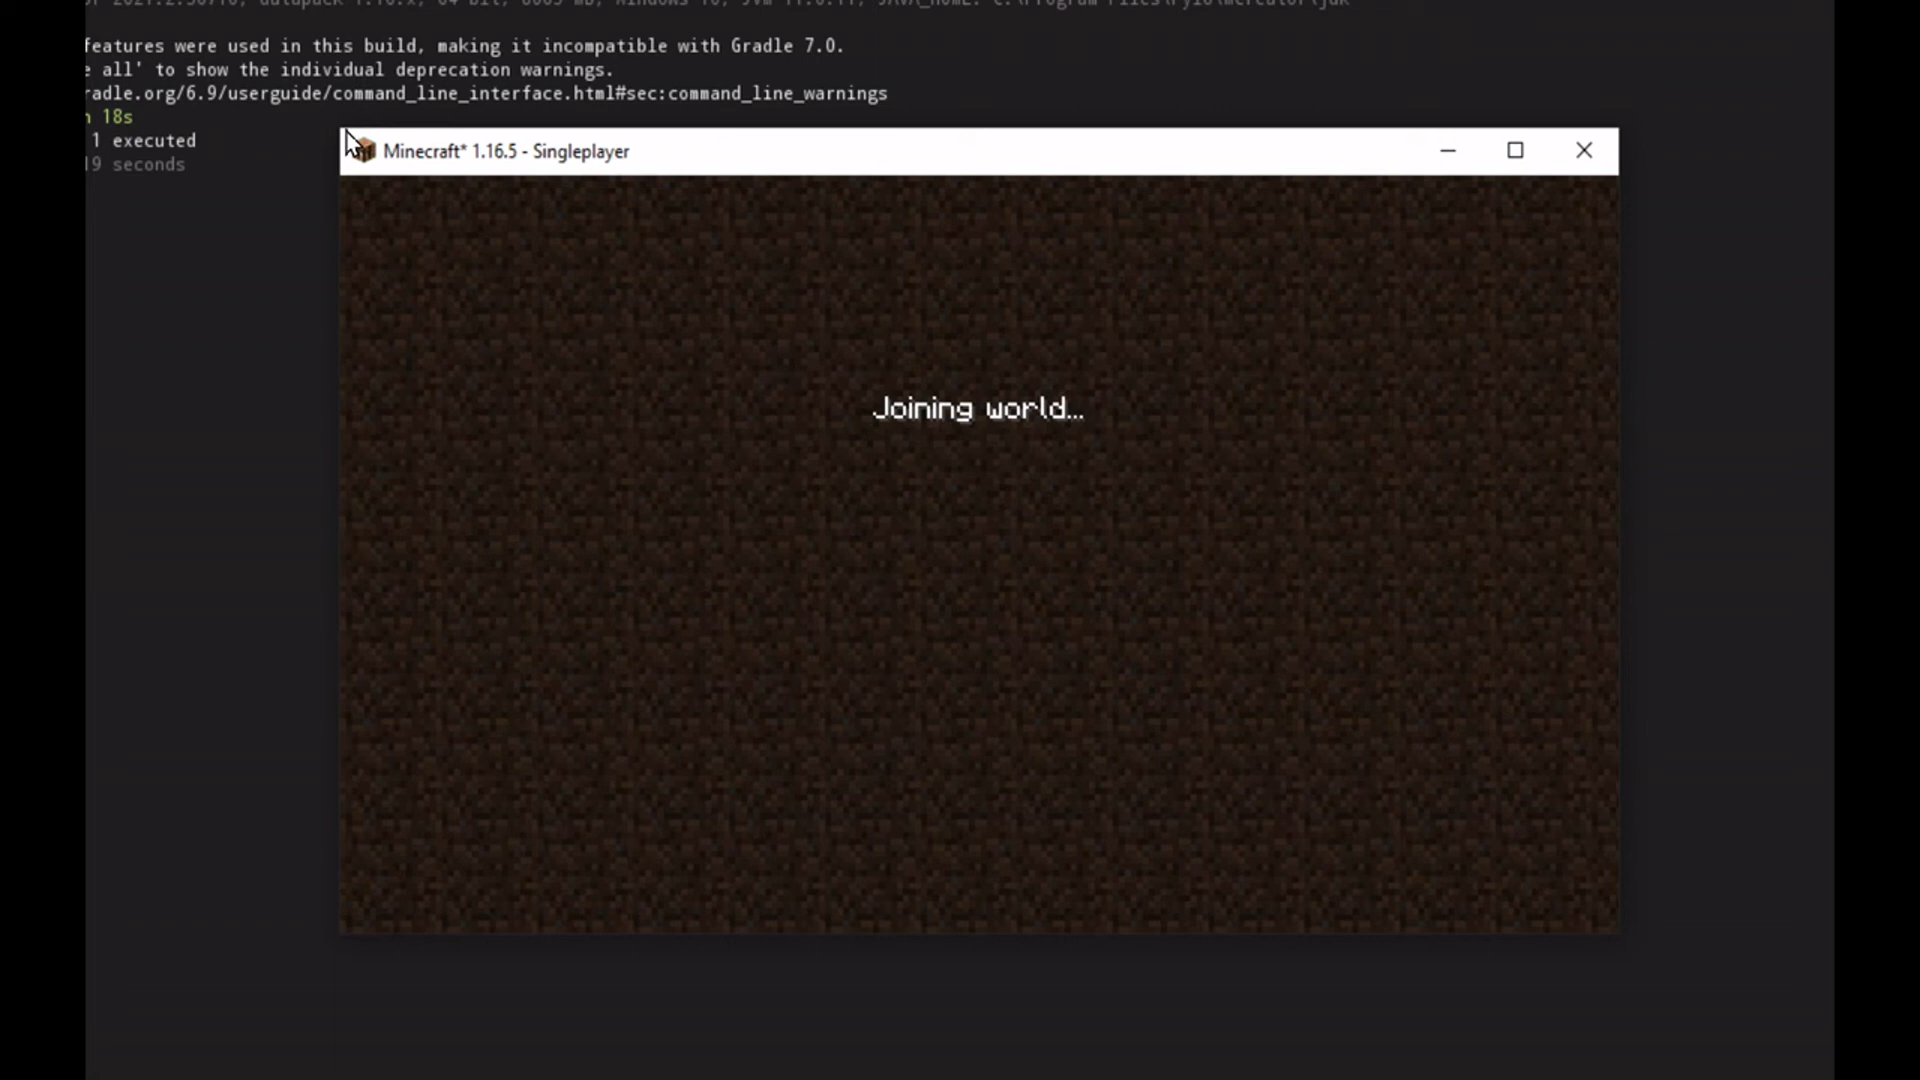 features were used in this build, making it incompatible with Gradle 7.0.
e all' to show the individual deprecation warnings.
radle.org/6.9/userguide/command_line_interface.html#sec:command_line_warnings
n 18s
1 executed
19 seconds
Minecraft* 1.16.5 - Singleplayer
Joining world...